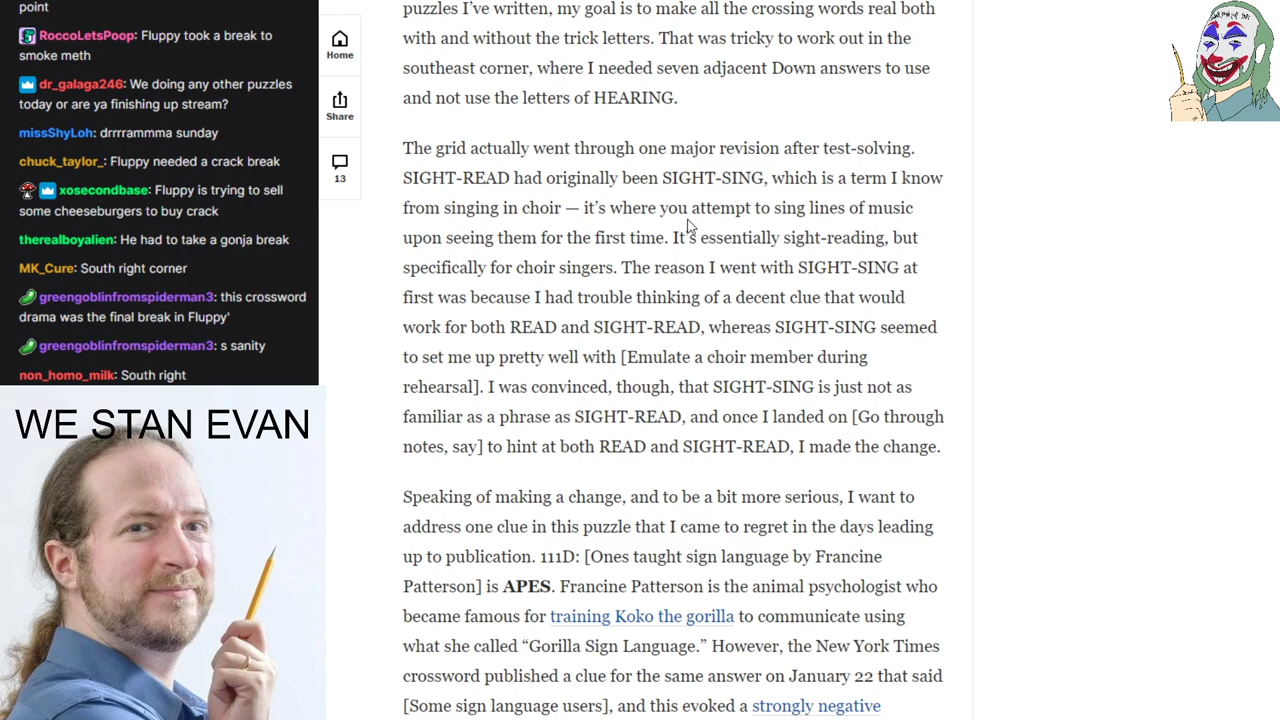 point
RoccoLetsPoop: Fluppy took a break to
smoke meth
dr_galaga246: We doing any other puzzles
today or are ya finishing up stream?
missShyLoh: drrrrammma sunday
chuck_taylor_: Fluppy needed a crack break
xosecondbase: Fluppy is trying to sell
some cheeseburgers to buy crack
therealboyalien: He had to take a gonja break
MK_Cure: South right corner
greengoblinfromspiderman3: this crossword
drama was the final break in Fluppy'
greengoblinfromspiderman3: s sanity
non_homo_milk: South right
WE STAN EVAN
Home
Share
13
puzzles I've written, my goal is to make all the crossing words real both
with and without the trick letters. That was tricky to work out in the
southeast corner, where I needed seven adjacent Down answers to use
and not use the letters of HEARING.
The grid actually went through one major revision after test-solving.
SIGHT-READ had originally been SIGHT-SING, which is a term I know
from singing in choir — it's where you attempt to sing lines of music
upon seeing them for the first time. It's essentially sight-reading, but
specifically for choir singers. The reason I went with SIGHT-SING at
first was because I had trouble thinking of a decent clue that would
work for both READ and SIGHT-READ, whereas SIGHT-SING seemed
to set me up pretty well with [Emulate a choir member during
rehearsal]. I was convinced, though, that SIGHT-SING is just not as
familiar as a phrase as SIGHT-READ, and once I landed on [Go through
notes, say] to hint at both READ and SIGHT-READ, I made the change.
Speaking of making a change, and to be a bit more serious, I want to
address one clue in this puzzle that I came to regret in the days leading
up to publication. 111D: [Ones taught sign language by Francine
Patterson] is APES. Francine Patterson is the animal psychologist who
became famous for training Koko the gorilla to communicate using
what she called “Gorilla Sign Language.” However, the New York Times
crossword published a clue for the same answer on January 22 that said
[Some sign language users], and this evoked a strongly negative